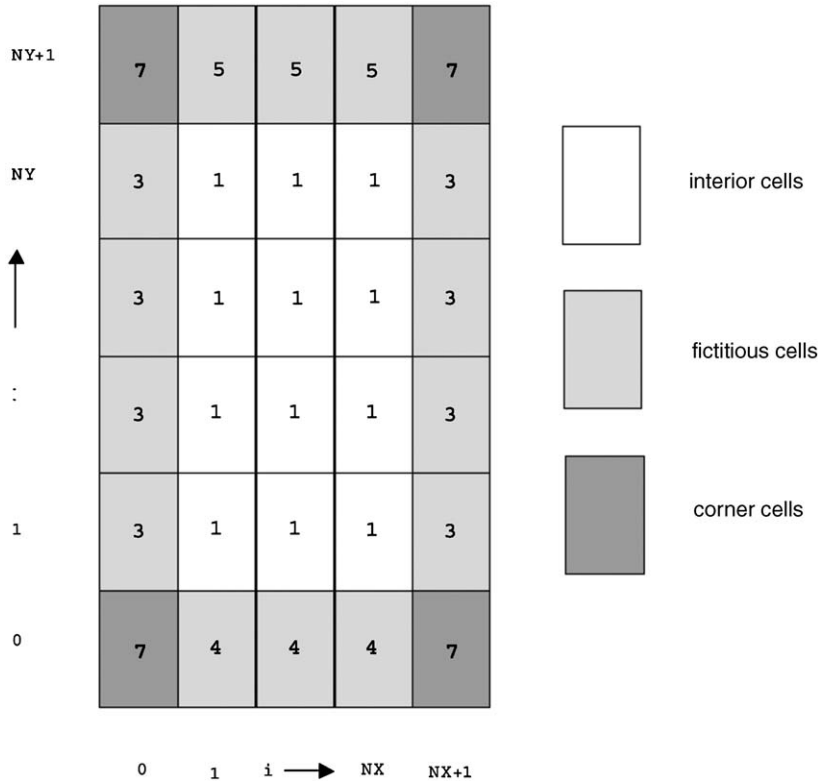 NY+1 7 5 5 5 7
NY 3 1 1 1 3
interior cells
3 1 1 1 3
fictitious cells
: 3 1 1 1 3
corner cells
1 3 1 1 1 3
0 7 4 4 4 7
0 1 i NX NX+1